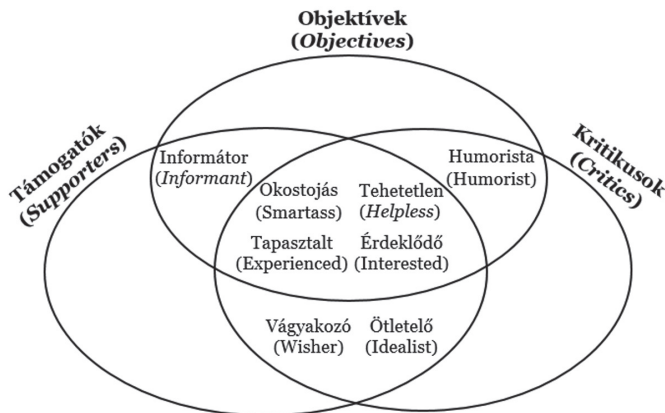 Objektívek
(Objectives)
Támogatók
(Supporters)
Kritikusok
(Critics)
Informátor
(Informant)
Humorista
(Humorist)
Okostojás
(Smartass)
Tehetetlen
(Helpless)
Tapasztalt
(Experienced)
Érdeklődő
(Interested)
Vágyakozó
(Wisher)
Ötletelő
(Idealist)